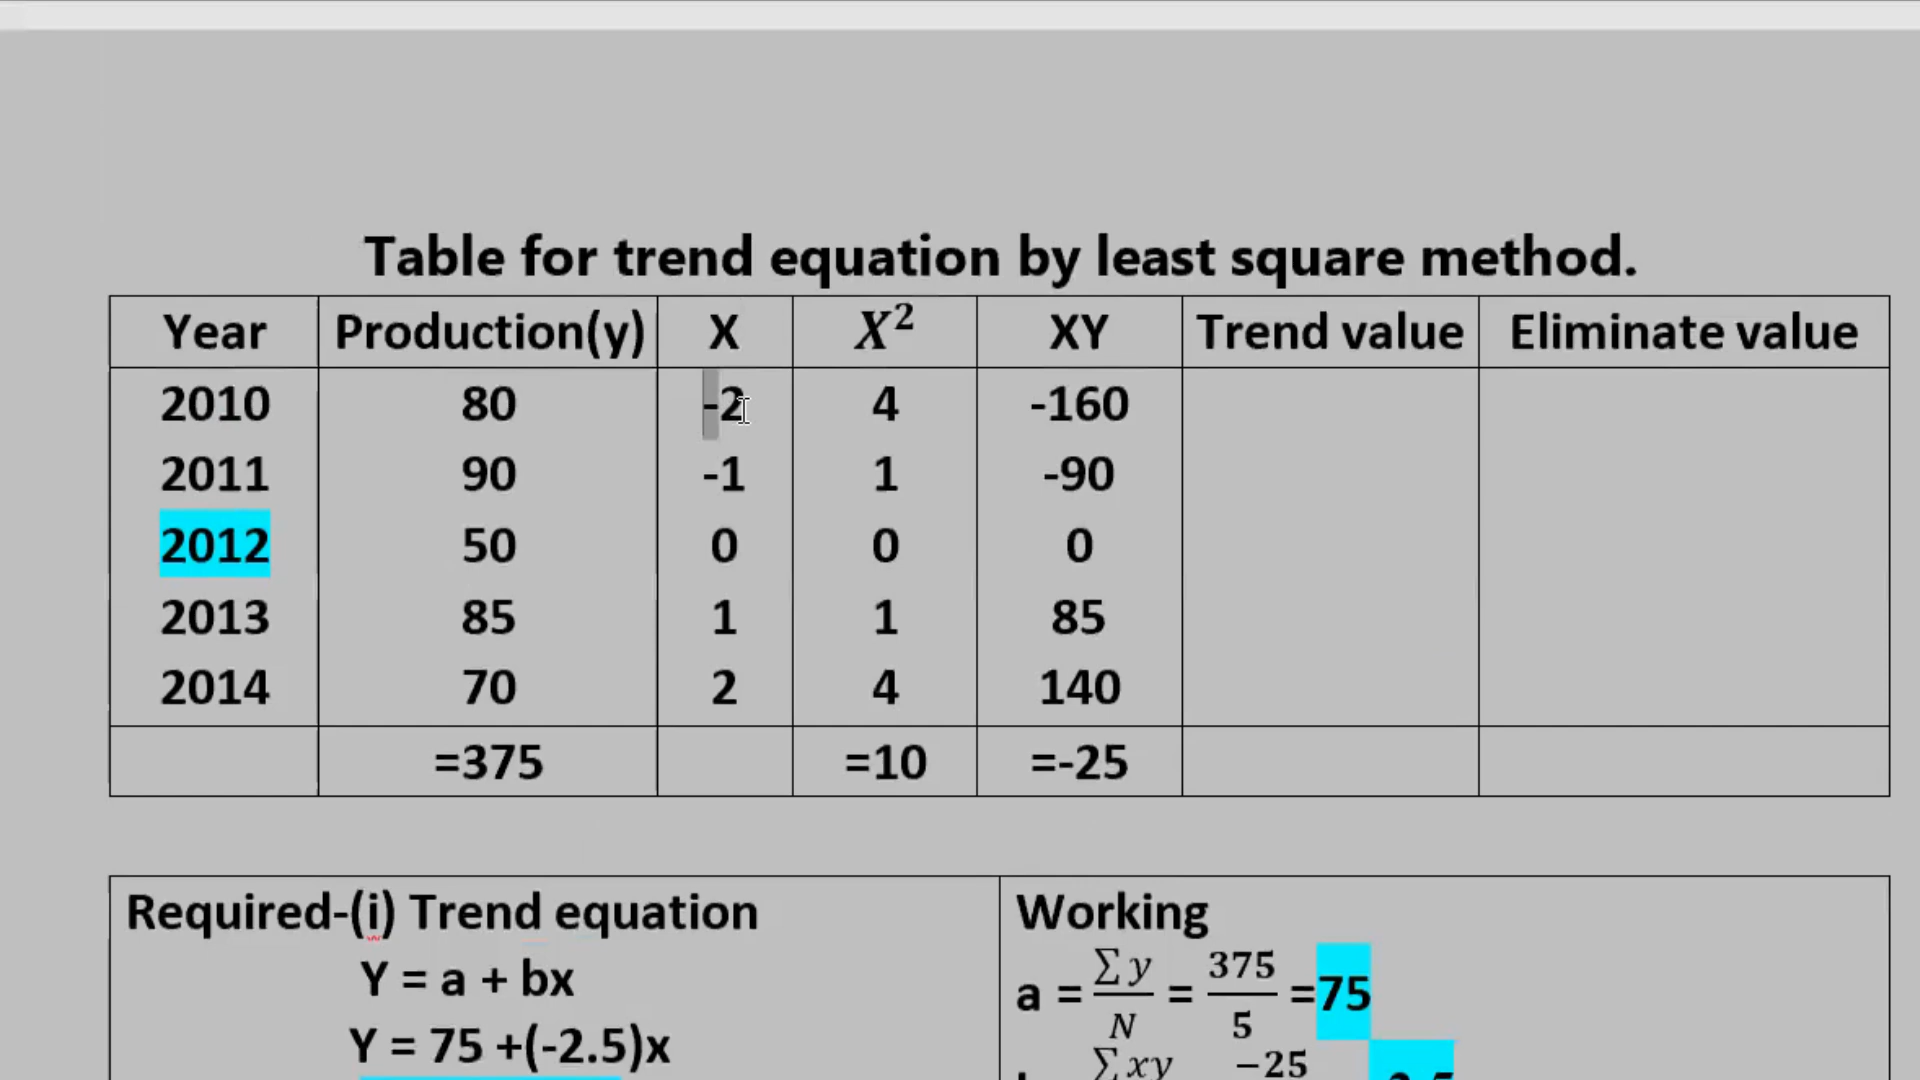 Table for trend equation by least square method.
Year Production(y) X X² XY Trend value Eliminate value
2010 80 -2 4 -160
2011 90 -1 1 -90
2012 50 0 0 0
2013 85 1 1 85
2014 70 2 4 140
=375 =10 =-25
Required-(i) Trend equation
Y = a + bx
Y = 75 +(-2.5)x
Working
a = ∑y/N = 375/5 =75
∑xy −25